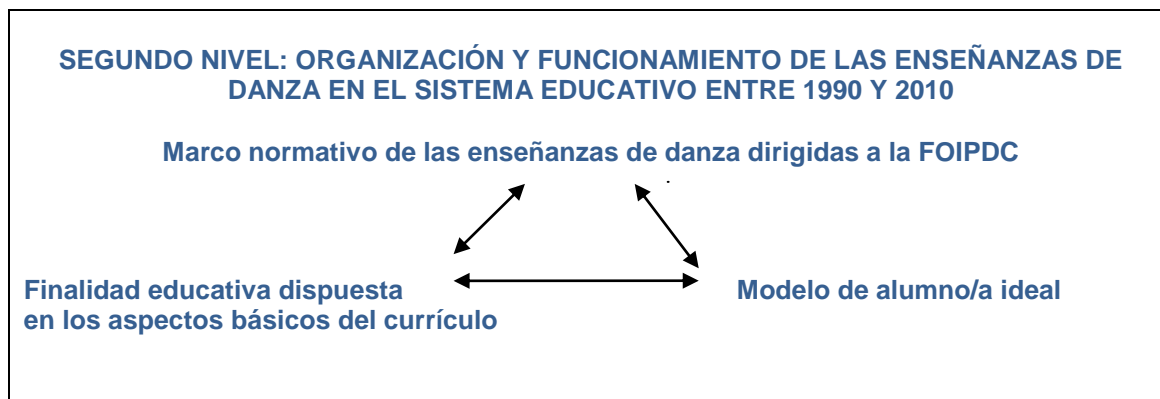 SEGUNDO NIVEL: ORGANIZACIÓN Y FUNCIONAMIENTO DE LAS ENSEÑANZAS DE
DANZA EN EL SISTEMA EDUCATIVO ENTRE 1990 Y 2010
Marco normativo de las enseñanzas de danza dirigidas a la FOIPDC
Finalidad educativa dispuesta
en los aspectos básicos del currículo
Modelo de alumno/a ideal